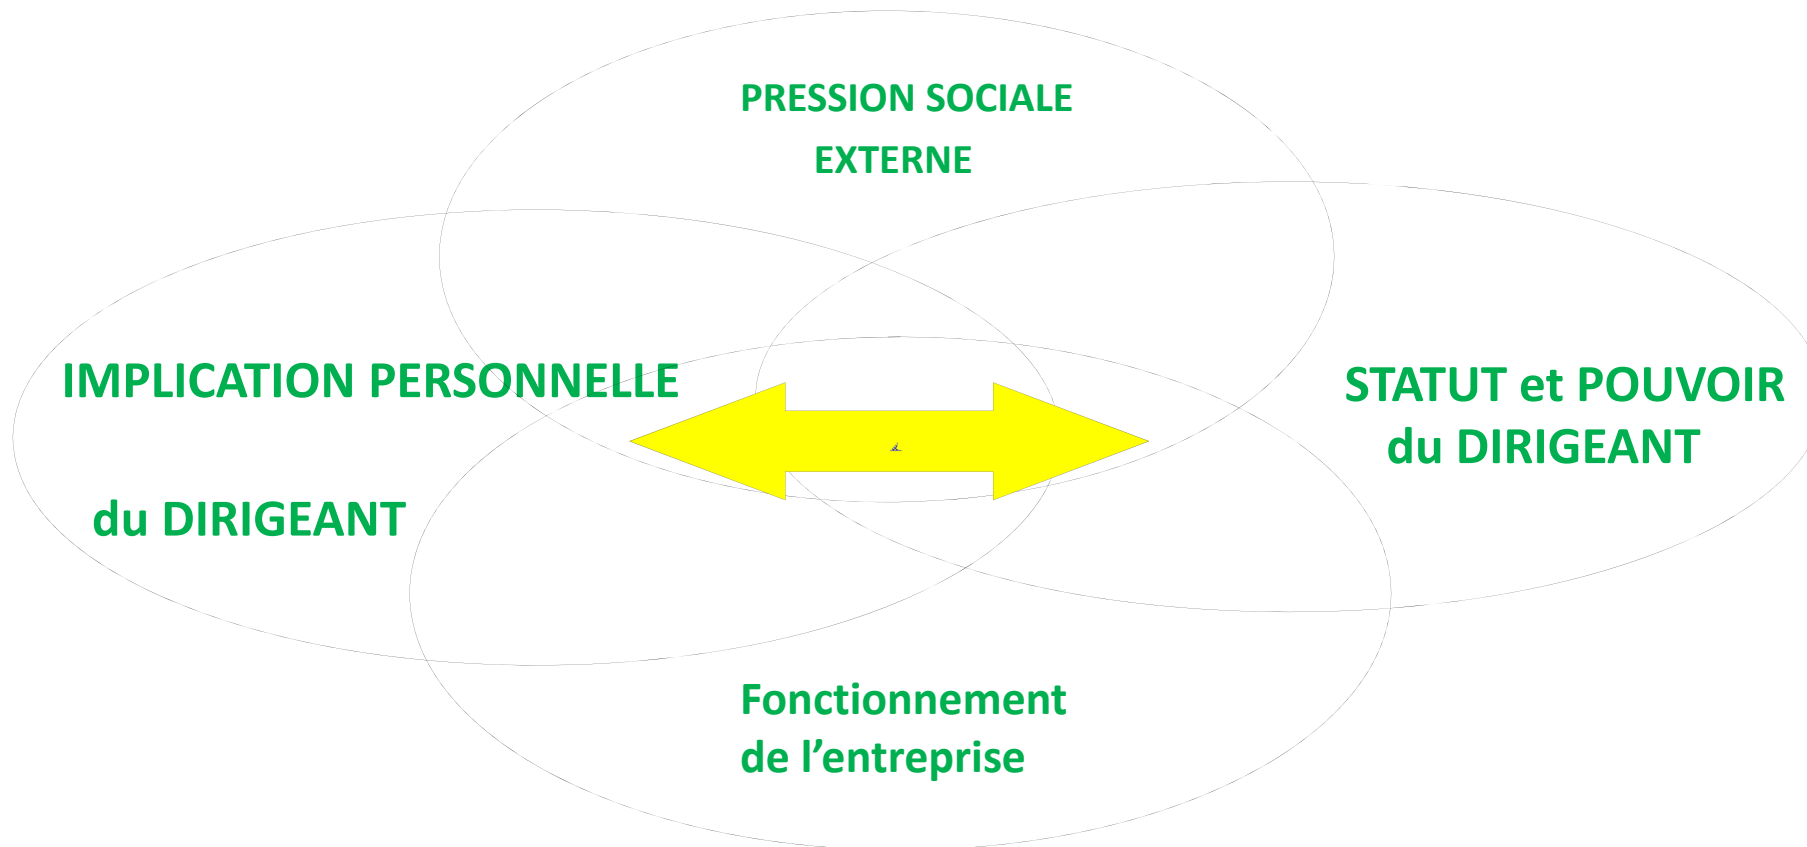 PRESSION SOCIALE
EXTERNE
IMPLICATION PERSONNELLE
du DIRIGEANT
STATUT et POUVOIR
du DIRIGEANT
Fonctionnement
de l’entreprise